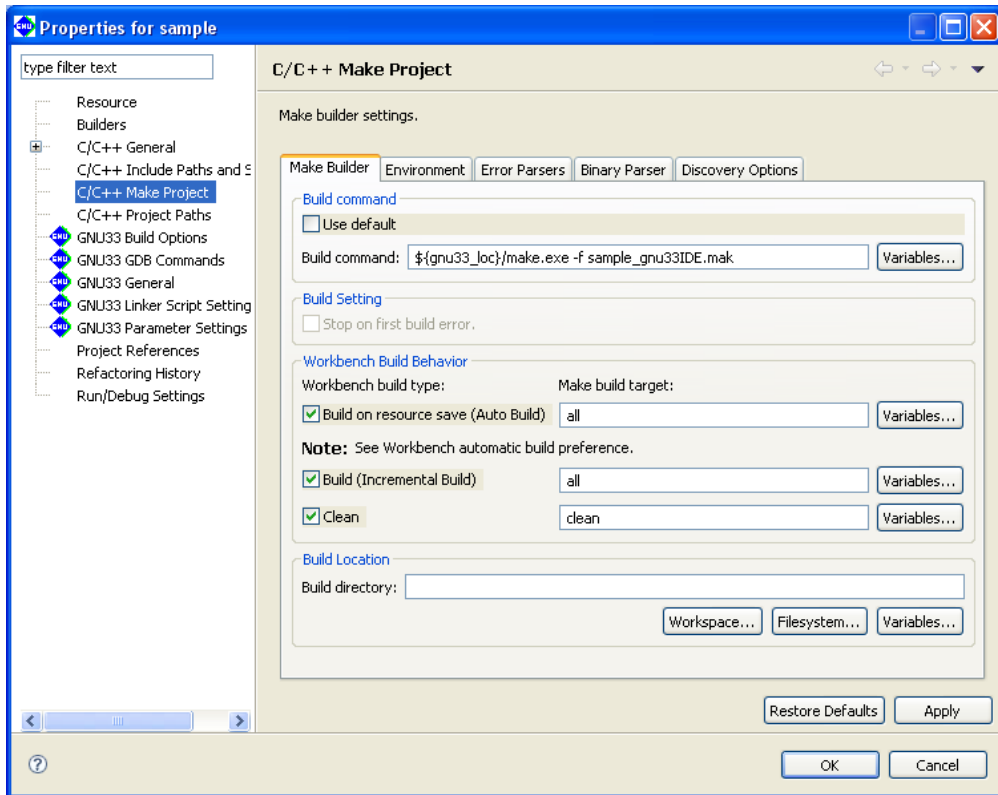 Properties for sample
type filter text
Resource
Builders
C/C++ General
C/C++ Include Paths and S
C/C++ Make Project
C/C++ Project Paths
GNU33 Build Options
GNU33 GDB Commands
GNU33 General
GNU33 Linker Script Setting
GNU33 Parameter Settings
Project References
Refactoring History
Run/Debug Settings
C/C++ Make Project
Make builder settings.
Make Builder Environment Error Parsers Binary Parser Discovery Options
Build command
Use default
Build command: ${gnu33_loc}/make.exe -f sample_gnu33IDE.mak Variables...
Build Setting
Stop on first build error.
Workbench Build Behavior
Workbench build type: Make build target:
Build on resource save (Auto Build) all Variables...
Note: See Workbench automatic build preference.
Build (Incremental Build) all Variables...
Clean clean Variables...
Build Location
Build directory:
Workspace... Filesystem... Variables...
Restore Defaults Apply
OK Cancel